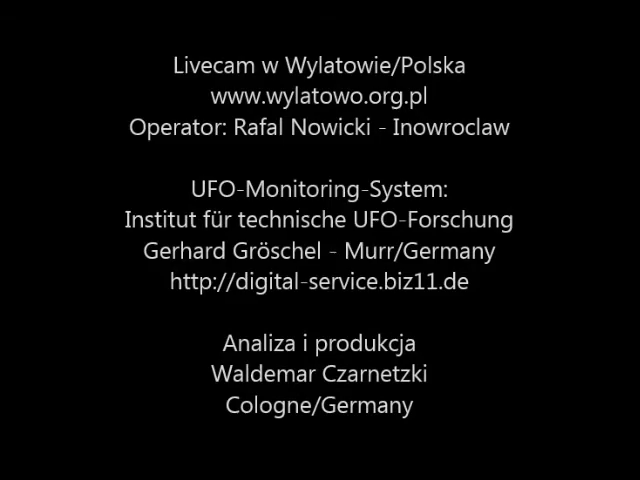 Livecam w Wylatowie/Polska
www.wylatowo.org.pl
Operator: Rafal Nowicki - Inowroclaw
UFO-Monitoring-System:
Institut für technische UFO-Forschung
Gerhard Gröschel - Murr/Germany
http://digital-service.biz11.de
Analiza i produkcja
Waldemar Czarnetzki
Cologne/Germany